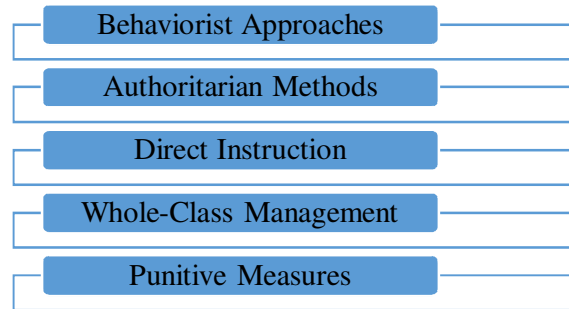 Behaviorist Approaches
Authoritarian Methods
Direct Instruction
Whole-Class Management
Punitive Measures